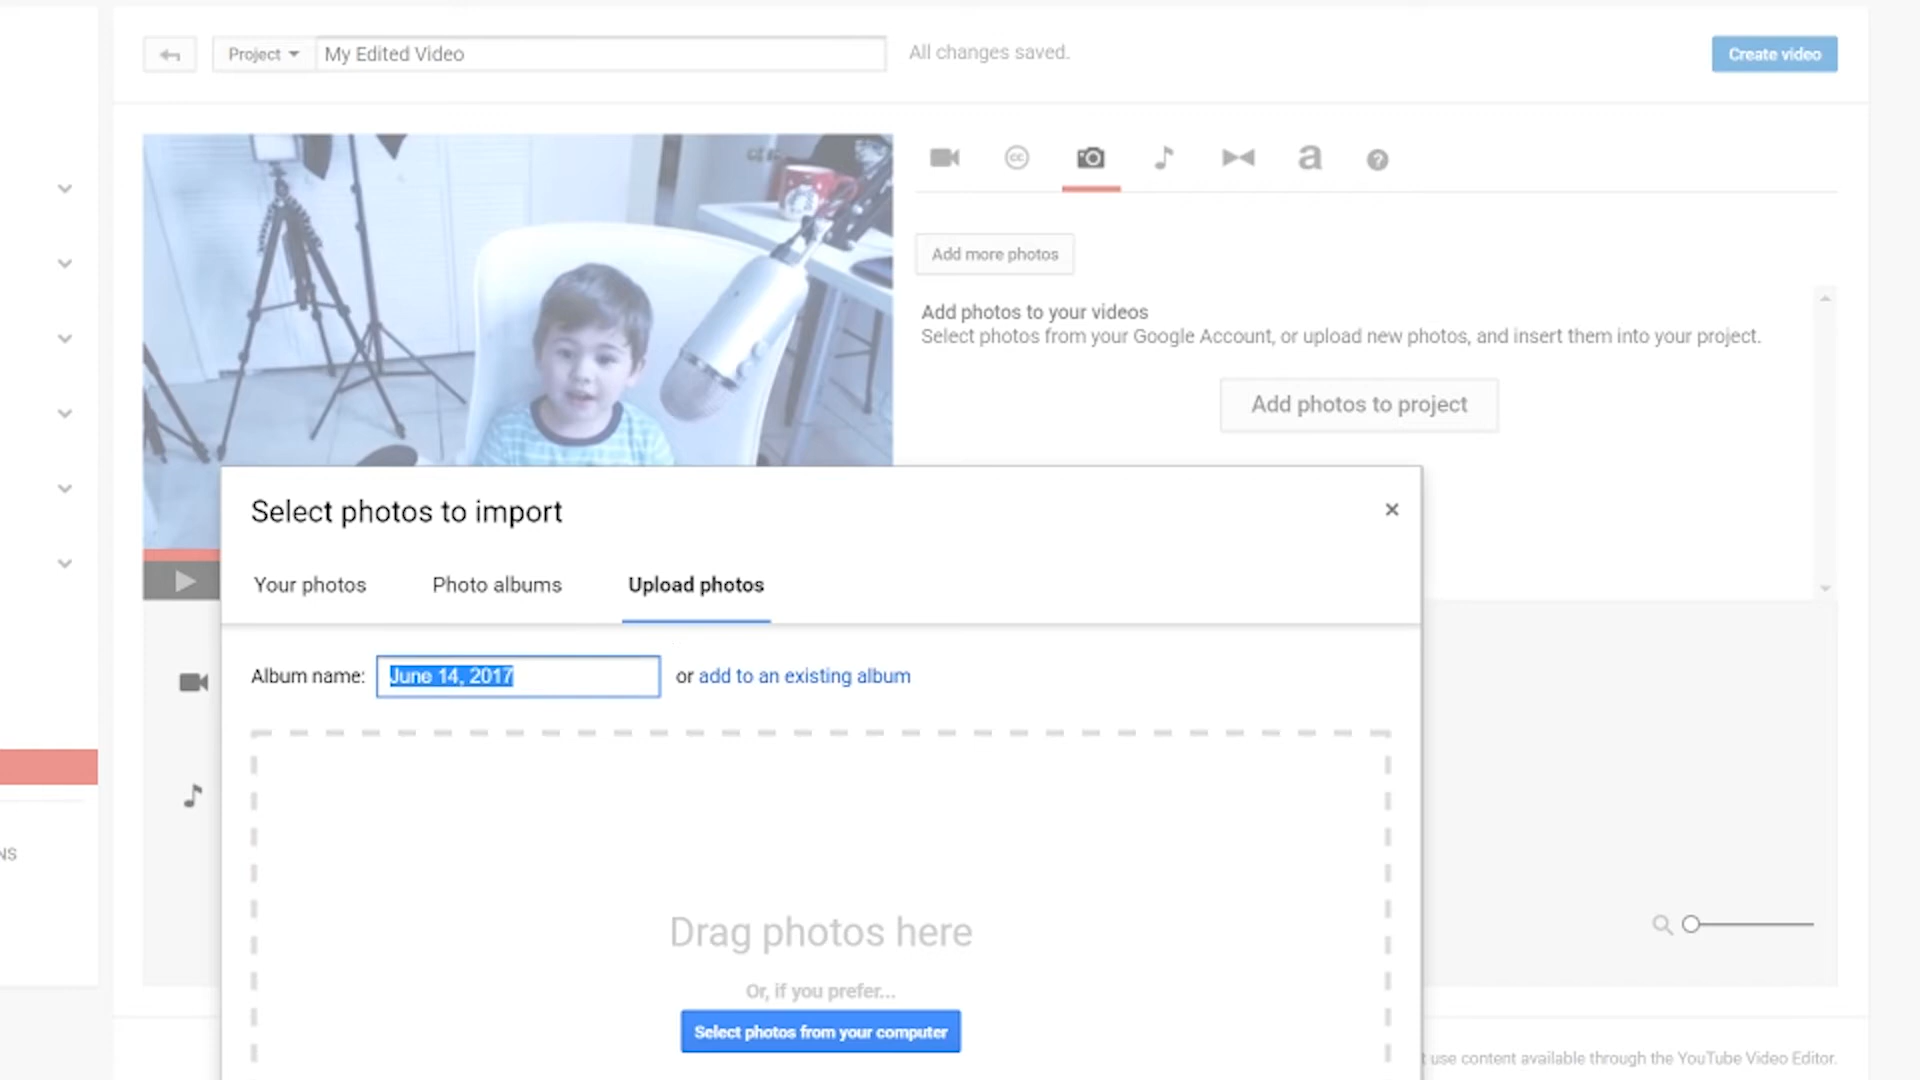 Project
My Edited Video
All changes saved.
Create video
Add more photos
Add photos to your videos
Select photos from your Google Account, or upload new photos, and insert them into your project.
Add photos to project
Select photos to import
Your photos
Photo albums
Upload photos
Album name: June 14, 2017 or add to an existing album
NS
Drag photos here
Or, if you prefer...
Select photos from your computer
use content available through the YouTube Video Editor.